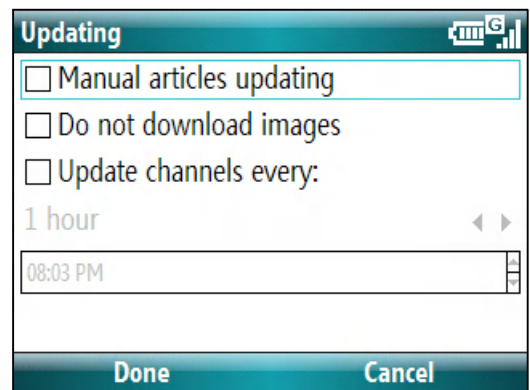 Updating
G
Manual articles updating
Do not download images
Update channels every:
1 hour
08:03 PM
Done Cancel